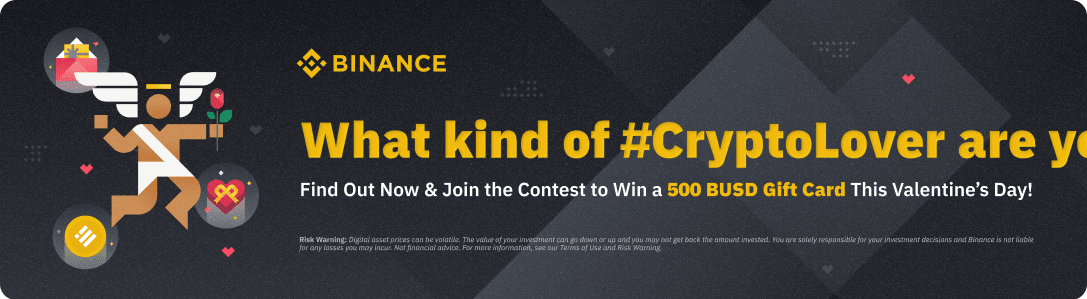 BINANCE
What kind of #CryptoLover are yo
Find Out Now & Join the Contest to Win a 500 BUSD Gift Card This Valentine's Day!
Risk Warning: Digital asset prices can be volatile. The value of your investment can go down or up and you may not get back the amount invested. You are solely responsible for your investment decisions and Binance is not liable
for any losses you may incur. Not financial advice. For more information, see our Terms of Use and Risk Warning.